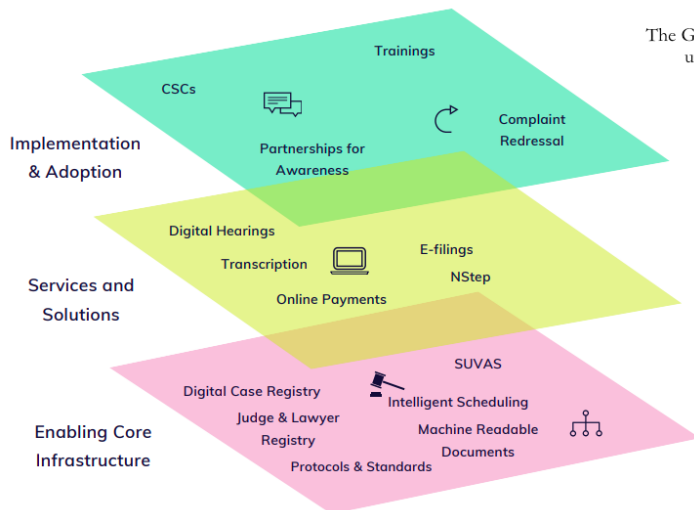 The G
u
Trainings
CSCs
Complaint
Redressal
Partnerships for
Awareness
Implementation
& Adoption
Digital Hearings
E-filings
Transcription
NStep
Online Payments
Services and
Solutions
SUVAS
Digital Case Registry
Intelligent Scheduling
Judge & Lawyer
Registry
Machine Readable
Documents
Protocols & Standards
Enabling Core
Infrastructure